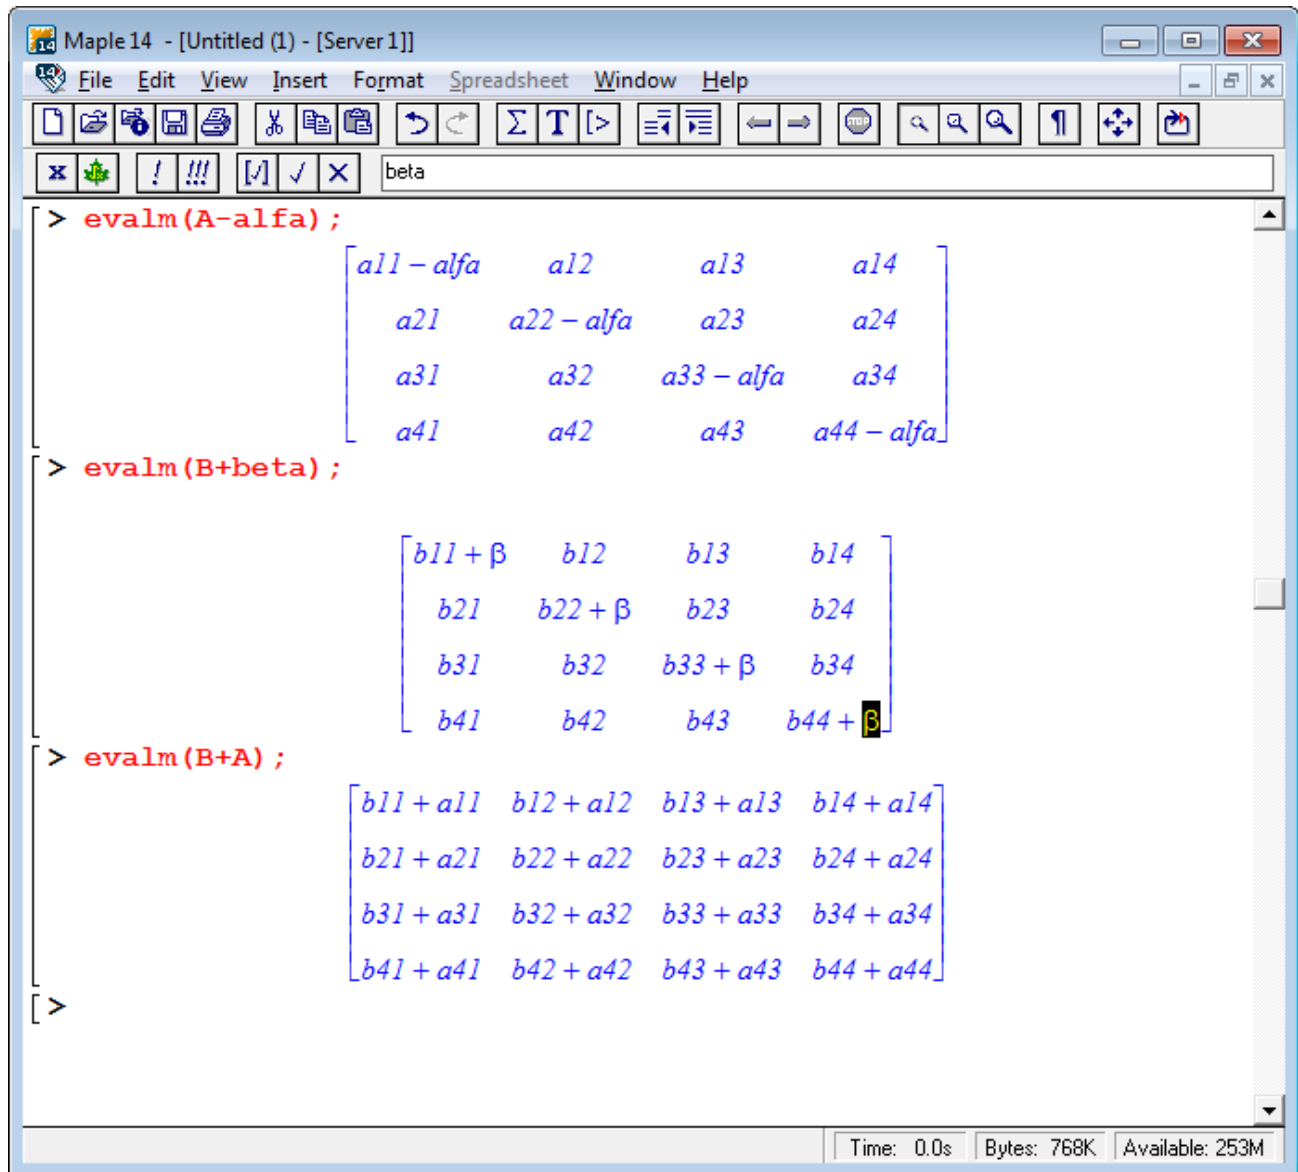 Maple 14 - [Untitled (1) - [Server 1]]
File Edit View Insert Format Spreadsheet Window Help
beta
> evalm(A-alfa);
a11 − alfa a12 a13 a14
a21 a22 − alfa a23 a24
a31 a32 a33 − alfa a34
a41 a42 a43 a44 − alfa
> evalm(B+beta);
b11 + β b12 b13 b14
b21 b22 + β b23 b24
b31 b32 b33 + β b34
b41 b42 b43 b44 + β
> evalm(B+A);
b11 + a11 b12 + a12 b13 + a13 b14 + a14
b21 + a21 b22 + a22 b23 + a23 b24 + a24
b31 + a31 b32 + a32 b33 + a33 b34 + a34
b41 + a41 b42 + a42 b43 + a43 b44 + a44
>
Time: 0.0s Bytes: 768K Available: 253M